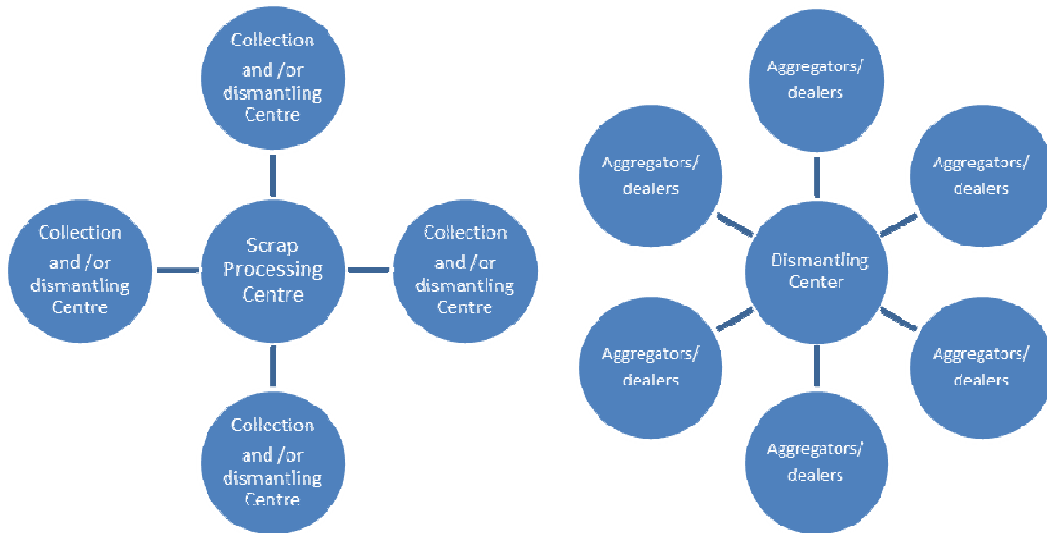 Collection
and /or
dismantling
Centre
Collection
and /or
dismantling
Centre
Scrap
Processing
Centre
Collection
and /or
dismantling
Centre
Collection
and /or
dismantling
Centre
Aggregators/
dealers
Aggregators/
dealers
Aggregators/
dealers
Dismantling
Center
Aggregators/
dealers
Aggregators/
dealers
Aggregators/
dealers